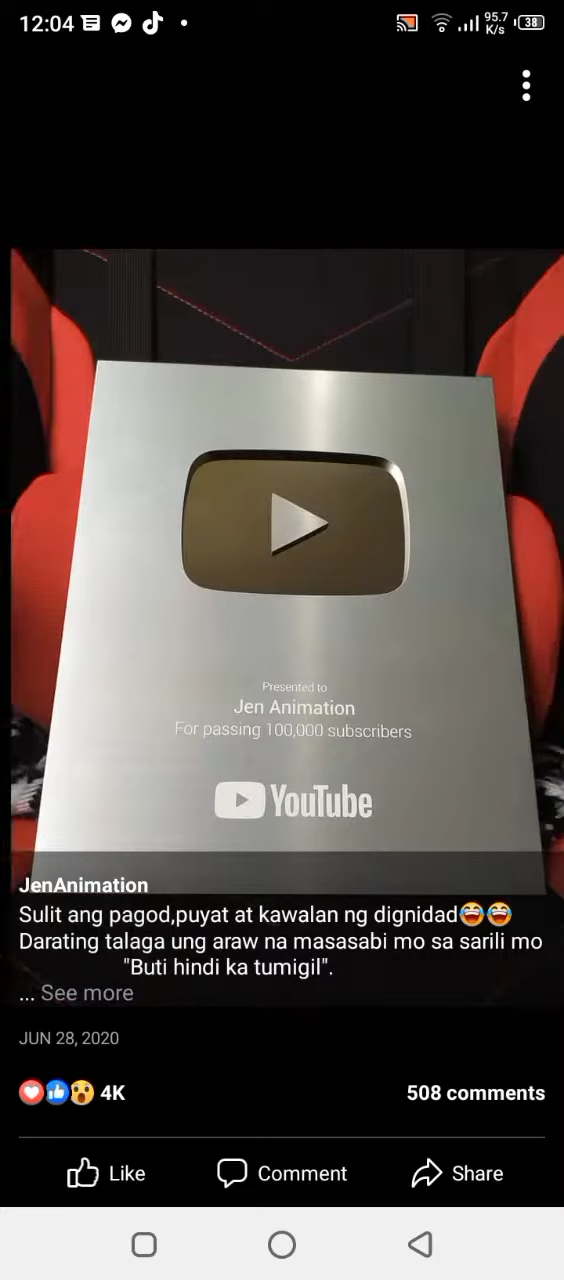 12:04
95.7
K/s
38
Presented to
Jen Animation
For passing 100,000 subscribers
YouTube
JenAnimation
Sulit ang pagod,puyat at kawalan ng dignidad😂😂
Darating talaga ung araw na masasabi mo sa sarili mo
"Buti hindi ka tumigil".
... See more
JUN 28, 2020
4K
508 comments
Like
Comment
Share